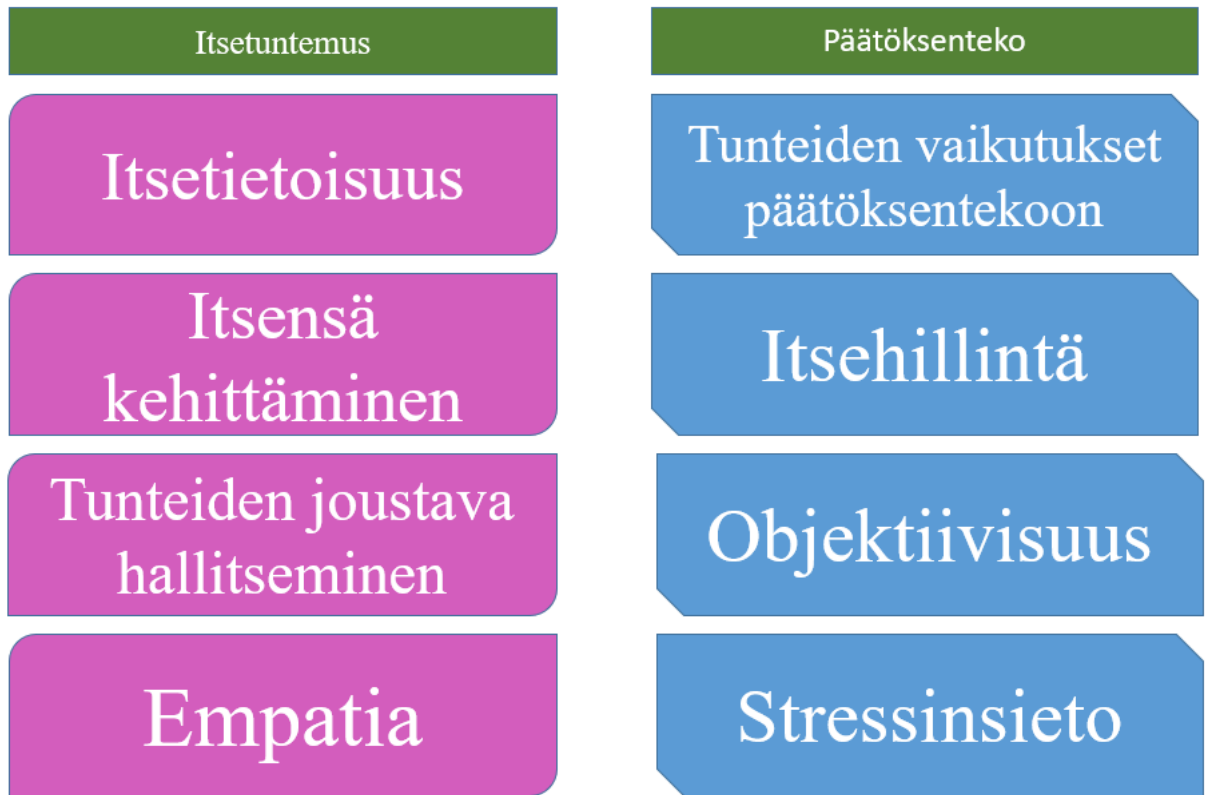 Itsetuntemus
Itsetietoisuus
Itsensä
kehittäminen
Tunteiden joustava
hallitseminen
Empatia
Päätöksenteko
Tunteiden vaikutukset
päätöksentekoon
Itsehillintä
Objektiivisuus
Stressinsieto